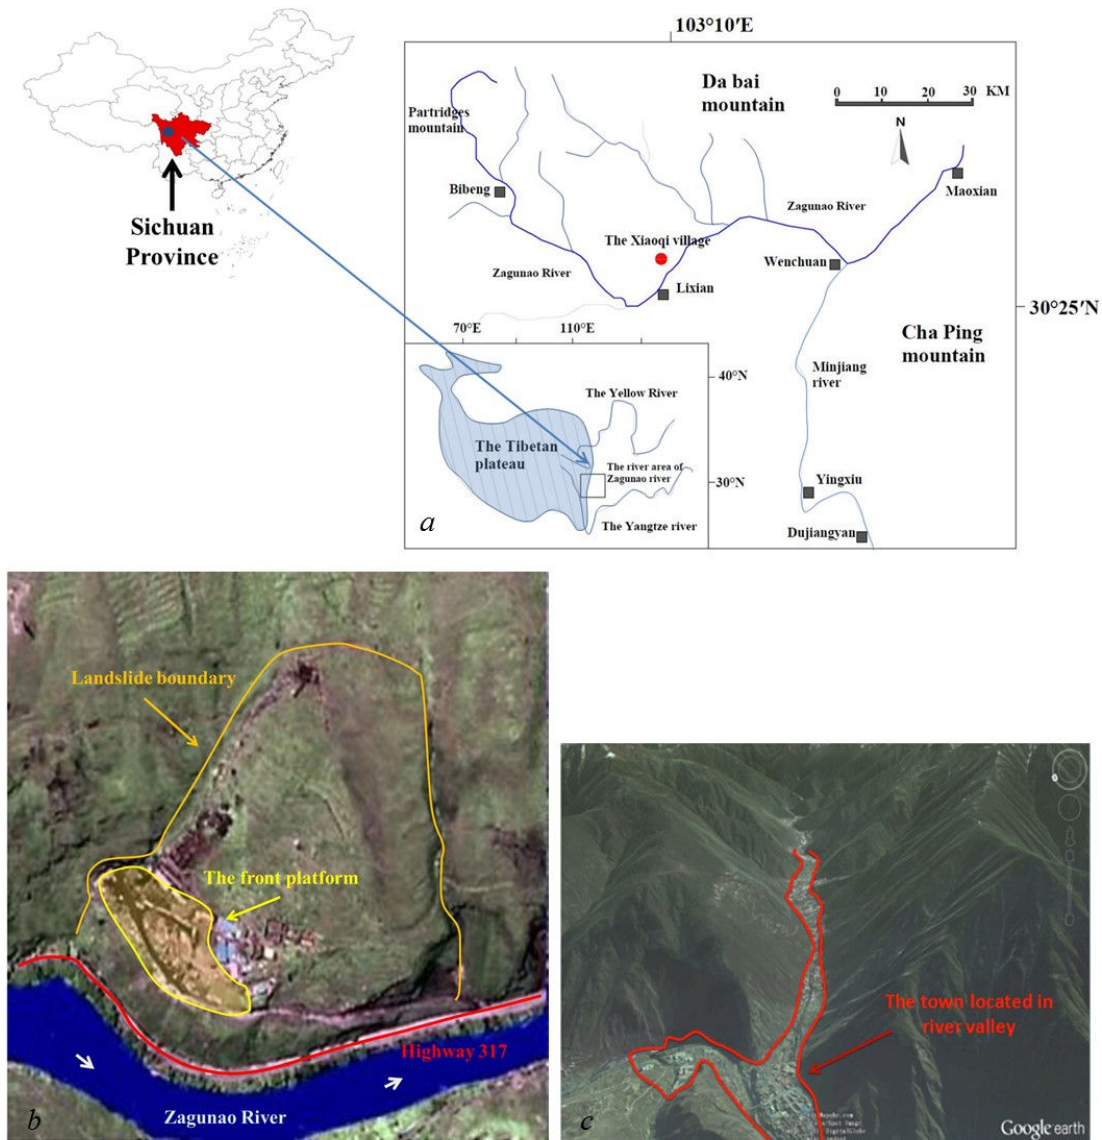 103°10′E
Da bai
mountain
0 10 20 30 KM
N
Partridges
mountain
Bibeng
Maoxian
Zagunao River
The Xiaoqi village
Wenchuan
Zagunao River
Lixian
30°25′N
Cha Ping
mountain
Minjiang
river
Yingxiu
Dujiangyan
Sichuan
Province
70°E 110°E
40°N
The Yellow River
The Tibetan
plateau
The river area of
Zagunao river
30°N
The Yangtze river
a
Landslide boundary
The front platform
Highway 317
Zagunao River
b
The town located in
river valley
Google earth
c